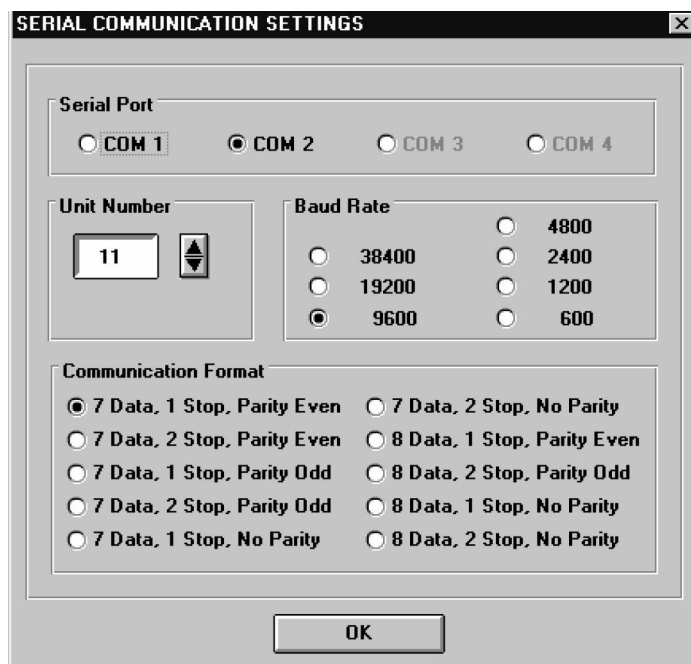 SERIAL COMMUNICATION SETTINGS
Serial Port
COM 1 COM 2 COM 3 COM 4
Unit Number
11
Baud Rate
4800
38400 2400
19200 1200
9600 600
Communication Format
7 Data, 1 Stop, Parity Even 7 Data, 2 Stop, No Parity
7 Data, 2 Stop, Parity Even 8 Data, 1 Stop, Parity Even
7 Data, 1 Stop, Parity Odd 8 Data, 2 Stop, Parity Odd
7 Data, 2 Stop, Parity Odd 8 Data, 1 Stop, No Parity
7 Data, 1 Stop, No Parity 8 Data, 2 Stop, No Parity
OK